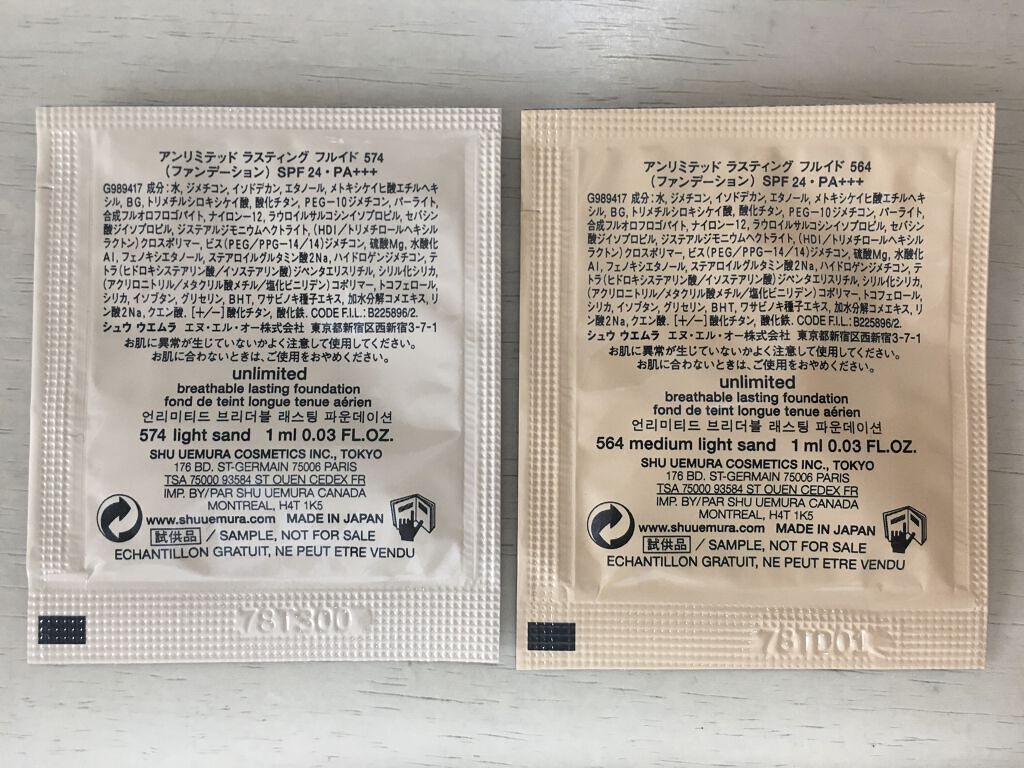 アンリミテッド ラスティング フルイド 574
(ファンデーション) SPF 24・PA+++
G989417 成分:水, ジメチコン, イソドデカン, エタノール, メトキシケイヒ酸エチルヘキ
シル, BG, トリメチルシロキシケイ酸, 酸化チタン, PEG-10ジメチコン, パーライト,
合成フルオロフロゴパイト, ナイロン-12, ラウロイルサルコシンイソプロピル, セバシン
酸ジイソプロピル, ジステアルジモニウムヘクトライト, (HDI/トリメチロールヘキシル
ラクトン)クロスポリマー, ビス(PEG/PPG-14/14)ジメチコン, 硫酸Mg, 水酸化
Al, フェノキシエタノール, ステアロイルグルタミン酸2Na, ハイドロゲンジメチコン, テ
トラ(ヒドロキシステアリン酸/イソステアリン酸)ジペンタエリスリチル, シリル化シリカ,
(アクリロニトリル/メタクリル酸メチル/塩化ビニリデン)コポリマー, トコフェロール,
シリカ, イソブタン, グリセリン, BHT, ワサビノキ種子エキス, 加水分解コメエキス, リ
ン酸2Na, クエン酸, [+/-]酸化チタン, 酸化鉄. CODE F.I.L.: B225896/2.
シュウ ウエムラ エヌ・エル・オー株式会社 東京都新宿区西新宿3-7-1
お肌に異常が生じていないかよく注意して使用してください。
お肌に合わないときは、ご使用をおやめください。
unlimited
breathable lasting foundation
fond de teint longue tenue aérien
언리미티드 브리더블 래스팅 파운데이션
574 light sand 1 ml 0.03 FL.OZ.
SHU UEMURA COSMETICS INC., TOKYO
176 BD. ST-GERMAIN 75006 PARIS
TSA 75000 93584 ST OUEN CEDEX FR
IMP. BY/PAR SHU UEMURA CANADA
MONTREAL, H4T 1K5
www.shuuemura.com MADE IN JAPAN
試供品 / SAMPLE, NOT FOR SALE
ECHANTILLON GRATUIT, NE PEUT ETRE VENDU
78T300
アンリミテッド ラスティング フルイド 564
(ファンデーション) SPF 24・PA+++
G989417 成分:水, ジメチコン, イソドデカン, エタノール, メトキシケイヒ酸エチルヘキ
シル, BG, トリメチルシロキシケイ酸, 酸化チタン, PEG-10ジメチコン, パーライト,
合成フルオロフロゴパイト, ナイロン-12, ラウロイルサルコシンイソプロピル, セバシン
酸ジイソプロピル, ジステアルジモニウムヘクトライト, (HDI/トリメチロールヘキシル
ラクトン)クロスポリマー, ビス(PEG/PPG-14/14)ジメチコン, 硫酸Mg, 水酸化
Al, フェノキシエタノール, ステアロイルグルタミン酸2Na, ハイドロゲンジメチコン, テ
トラ(ヒドロキシステアリン酸/イソステアリン酸)ジペンタエリスリチル, シリル化シリカ,
(アクリロニトリル/メタクリル酸メチル/塩化ビニリデン)コポリマー, トコフェロール,
シリカ, イソブタン, グリセリン, BHT, ワサビノキ種子エキス, 加水分解コメエキス, リ
ン酸2Na, クエン酸, [+/-]酸化チタン, 酸化鉄. CODE F.I.L.: B225896/2.
シュウ ウエムラ エヌ・エル・オー株式会社 東京都新宿区西新宿3-7-1
お肌に異常が生じていないかよく注意して使用してください。
お肌に合わないときは、ご使用をおやめください。
unlimited
breathable lasting foundation
fond de teint longue tenue aérien
언리미티드 브리더블 래스팅 파운데이션
564 medium light sand 1 ml 0.03 FL.OZ.
SHU UEMURA COSMETICS INC., TOKYO
176 BD. ST-GERMAIN 75006 PARIS
TSA 75000 93584 ST OUEN CEDEX FR
IMP. BY/PAR SHU UEMURA CANADA
MONTREAL, H4T 1K5
www.shuuemura.com MADE IN JAPAN
試供品 / SAMPLE, NOT FOR SALE
ECHANTILLON GRATUIT, NE PEUT ETRE VENDU
78TD01